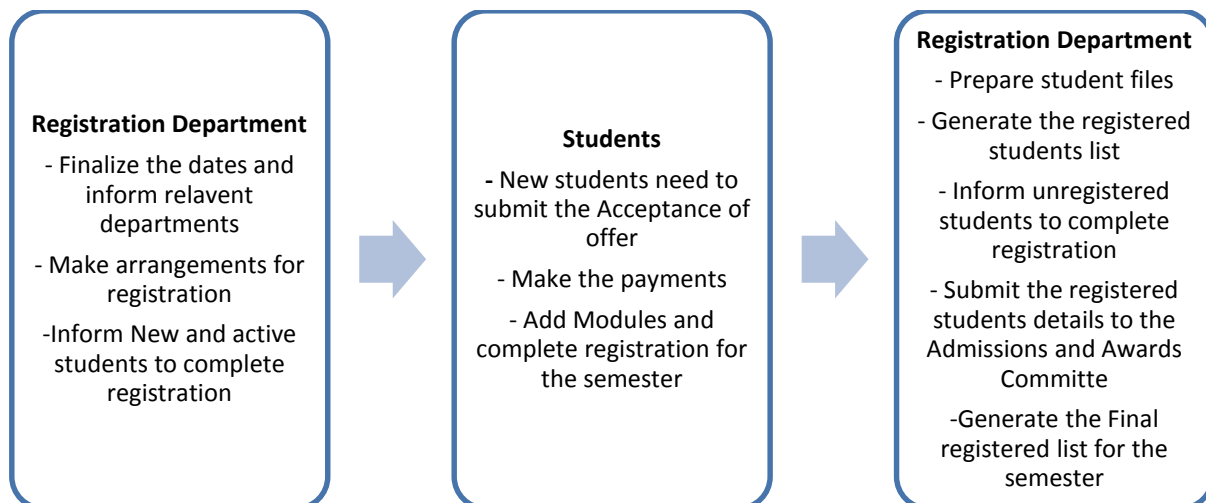 Registration Department
- Finalize the dates and
inform relavent
departments
- Make arrangements for
registration
-Inform New and active
students to complete
registration
Students
- New students need to
submit the Acceptance of
offer
- Make the payments
- Add Modules and
complete registration for
the semester
Registration Department
- Prepare student files
- Generate the registered
students list
- Inform unregistered
students to complete
registration
- Submit the registered
students details to the
Admissions and Awards
Committe
-Generate the Final
registered list for the
semester